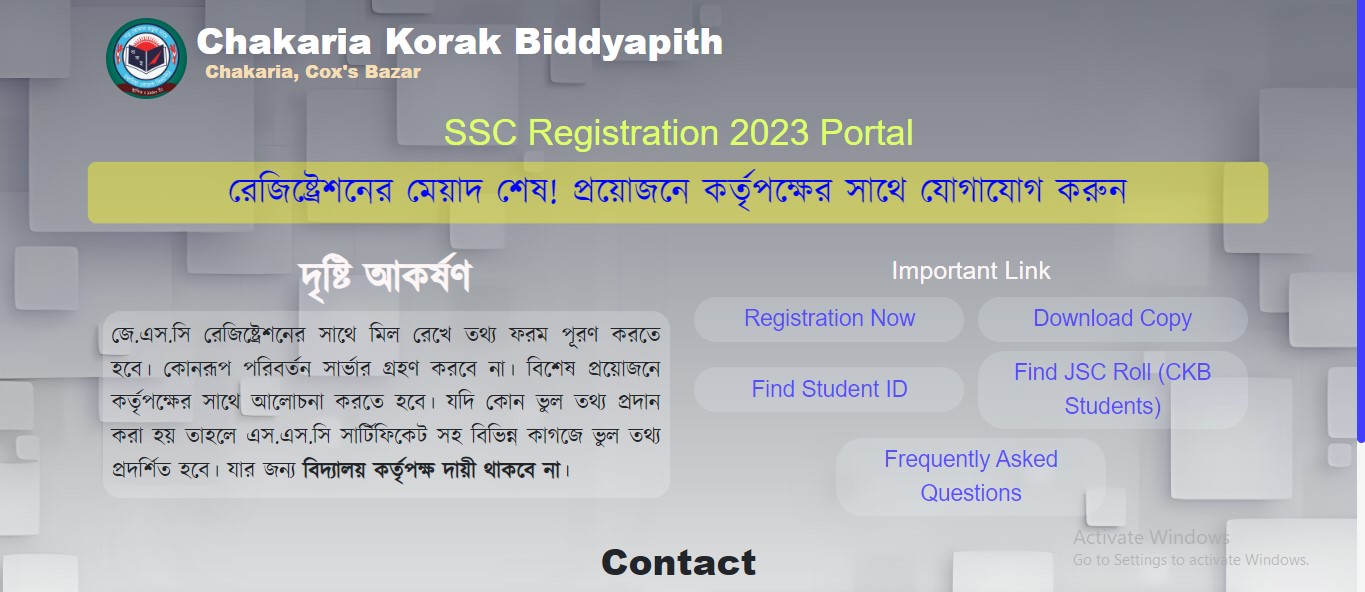 Chakaria Korak Biddyapith
Chakaria, Cox's Bazar
SSC Registration 2023 Portal
রেজিষ্ট্রেশনের মেয়াদ শেষ! প্রয়োজনে কর্তৃপক্ষের সাথে যোগাযোগ করুন
দৃষ্টি আকর্ষণ
জে.এস.সি রেজিষ্ট্রেশনের সাথে মিল রেখে তথ্য ফরম পূরণ করতে
হবে। কোনরূপ পরিবর্তন সার্ভার গ্রহণ করবে না। বিশেষ প্রয়োজনে
কর্তৃপক্ষের সাথে আলোচনা করতে হবে। যদি কোন ভুল তথ্য প্রদান
করা হয় তাহলে এস.এস.সি সার্টিফিকেট সহ বিভিন্ন কাগজে ভুল তথ্য
প্রদর্শিত হবে। যার জন্য বিদ্যালয় কর্তৃপক্ষ দায়ী থাকবে না।
Important Link
Registration Now
Download Copy
Find Student ID
Find JSC Roll (CKB
Students)
Frequently Asked
Questions
Contact
Activate Windows
Go to Settings to activate Windows.